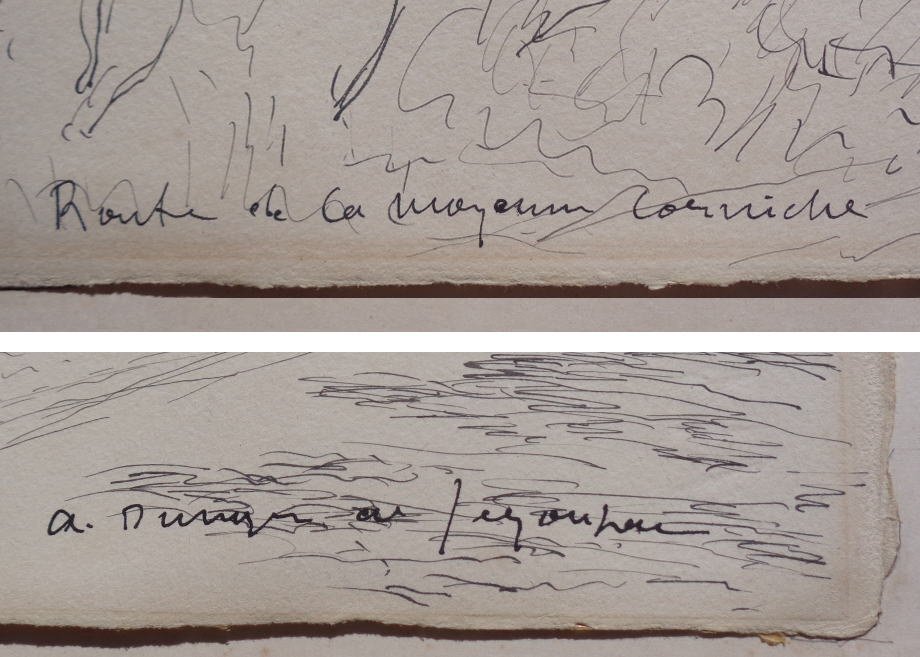 Route de la moyenne Corniche
a. Dunoyer de Segonzac